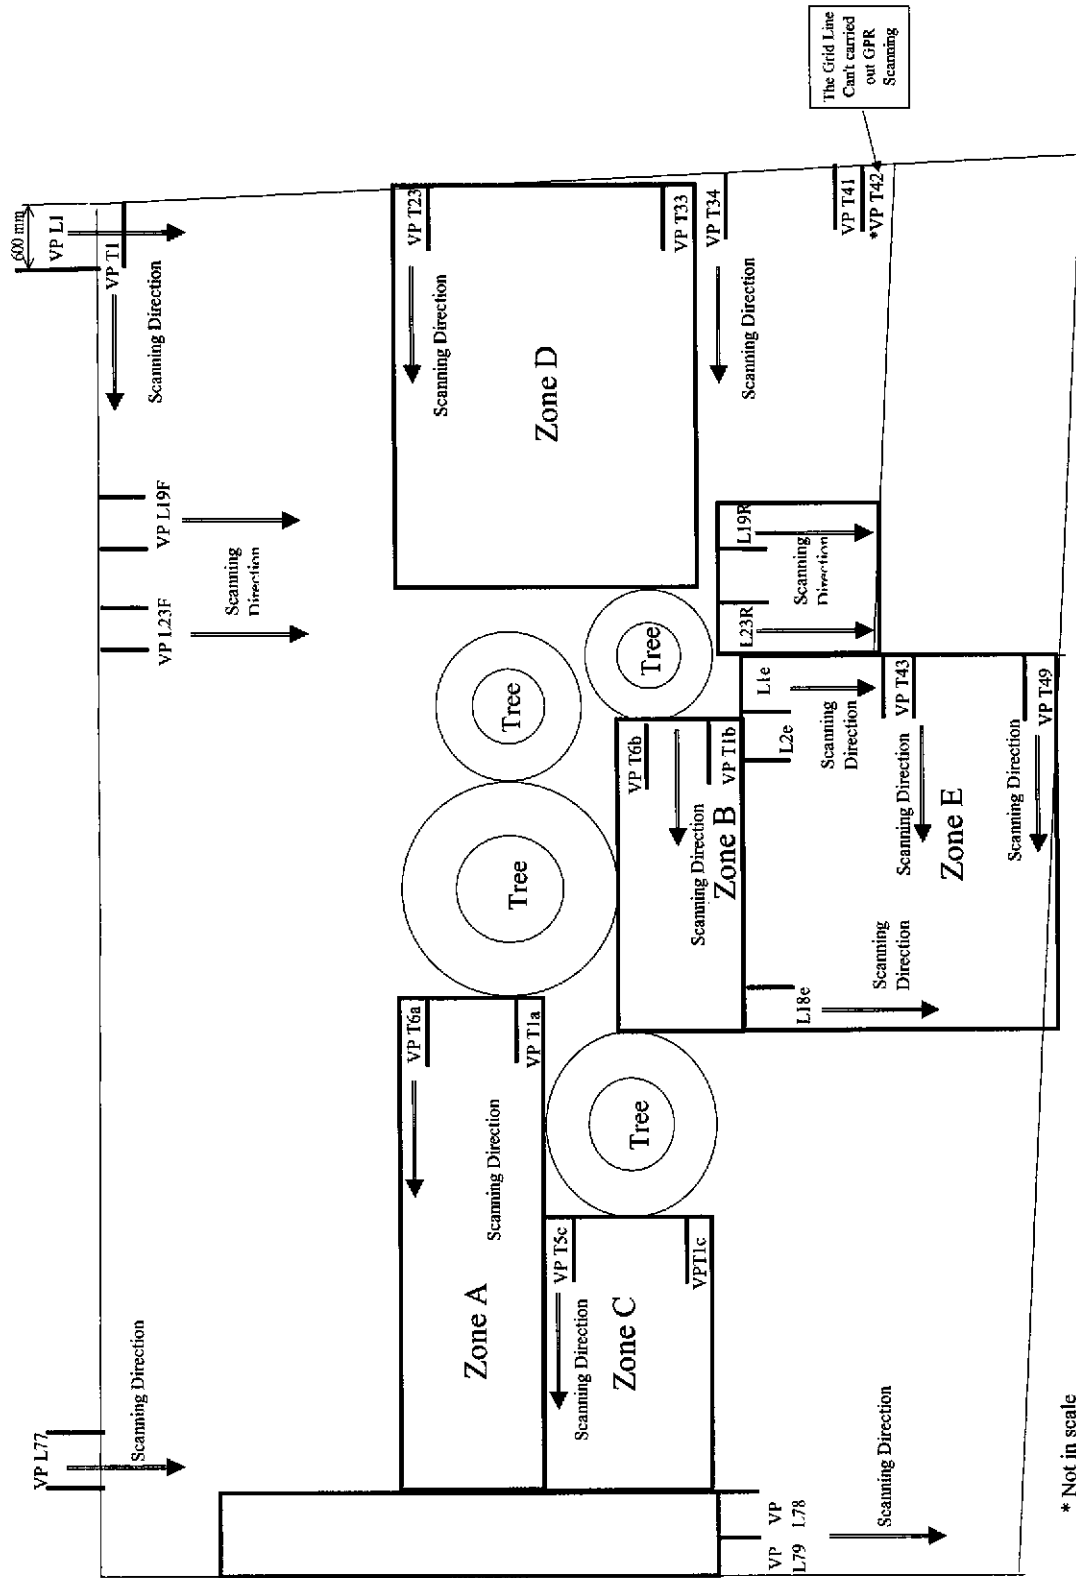 600 mm
VP L1
VP T1
Scanning Direction
VP L19F
VP L23F
Scanning
Direction
VP L77
Scanning Direction
The Grid Line
Can't carried
out GPR
Scanning
VP T23
Scanning Direction
Zone D
VP T33
VP T34
Scanning Direction
VP T41
*VP T42
L19R
L23R
Scanning
Direction
Tree
Tree
Tree
Tree
VP T6a
VP T1a
Scanning Direction
Zone A
VP T6b
VP T1b
Scanning Direction
Zone B
VP T5c
VPT1c
Scanning Direction
Zone C
L1e
L2e
Scanning
Direction
VP T43
Scanning Direction
VP T49
Scanning Direction
Zone E
L18e
Scanning
Direction
VP
L78
VP
L79
Scanning Direction
* Not in scale